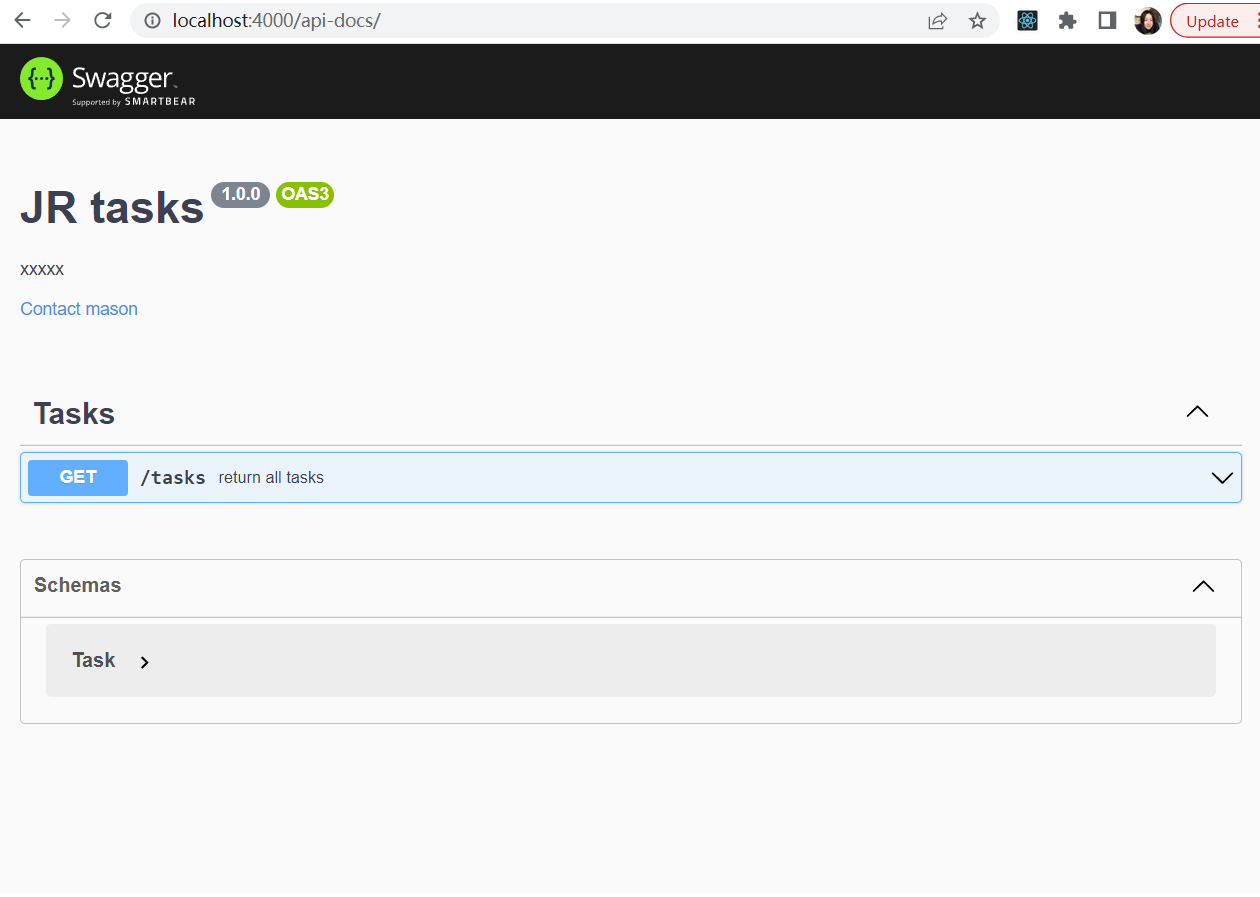 localhost:4000/api-docs/
Update
{···} Swagger™
Supported by SMARTBEAR
JR tasks 1.0.0 OAS3
xxxxx
Contact mason
Tasks
GET /tasks return all tasks
Schemas
Task